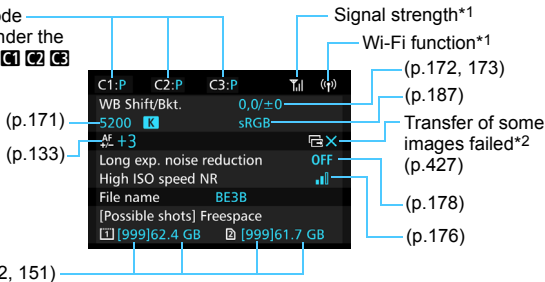 ode
nder the
C1 C2 C3
Signal strength*1
Wi-Fi function*1
(p.172, 173)
(p.187)
Transfer of some
images failed*2
(p.427)
(p.178)
(p.176)
(p.171)
(p.133)
2, 151)
C1:P C2:P C3:P
WB Shift/Bkt. 0,0/±0
5200 K sRGB
AF +/- +3
Long exp. noise reduction OFF
High ISO speed NR
File name BE3B
[Possible shots] Freespace
1 [999]62.4 GB 2 [999]61.7 GB